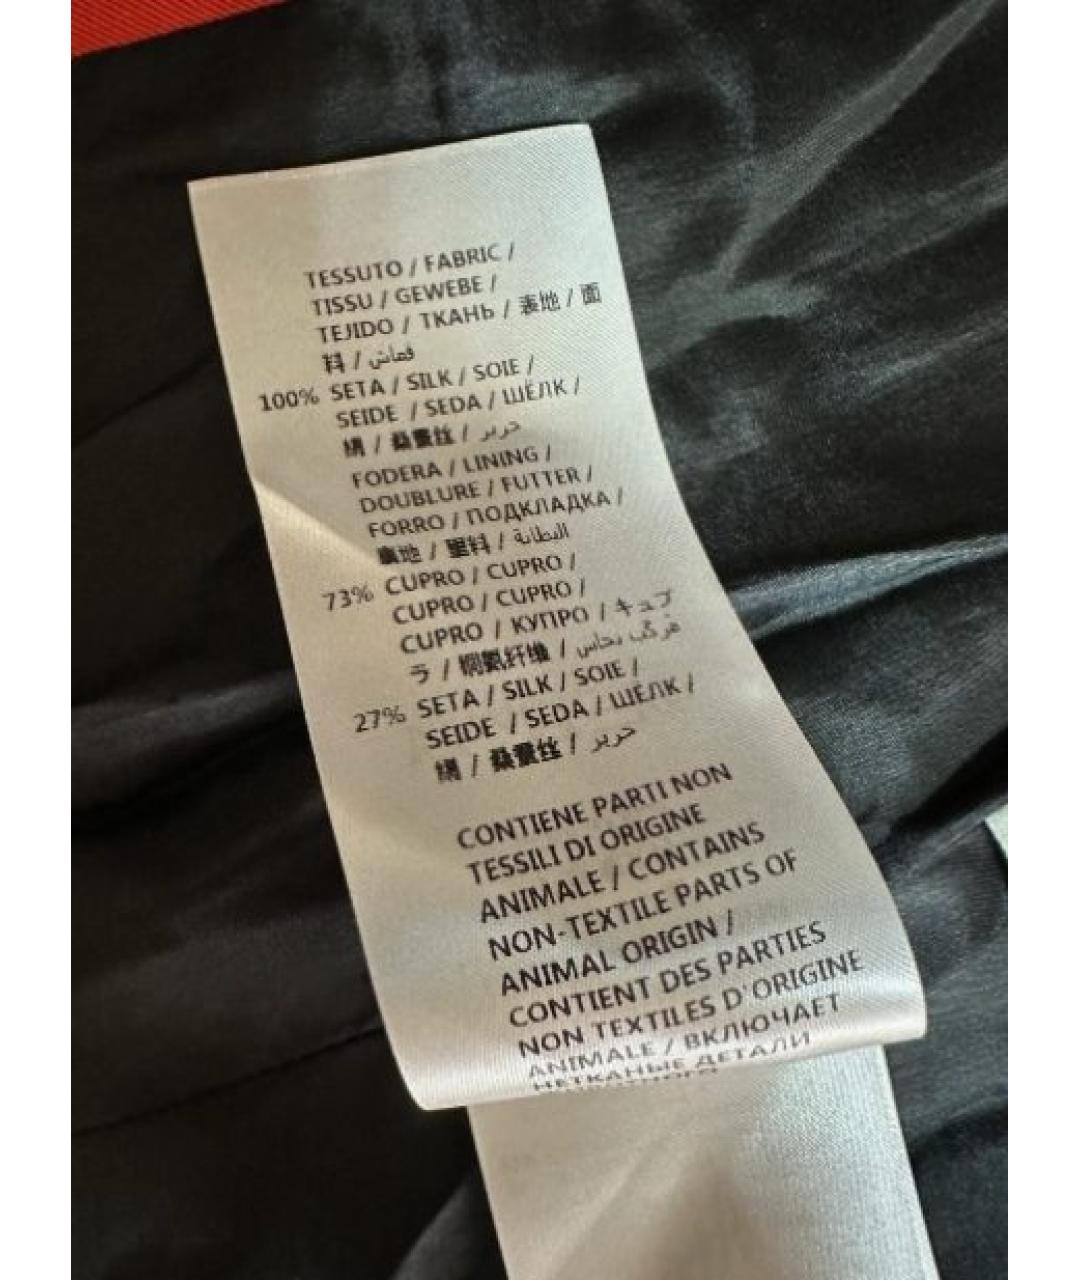 TESSUTO / FABRIC /
TISSU / GEWEBE /
TEJIDO / ТКАНЬ / 表地 / 面
料 / قماش
100% SETA / SILK / SOIE /
SEIDE / SEDA / ШЁЛК /
絹 / 桑蚕丝 / حرير
FODERA / LINING /
DOUBLURE / FUTTER /
FORRO / ПОДКЛАДКА /
裏地 / 里料 / البطانة
73% CUPRO / CUPRO /
CUPRO / CUPRO /
CUPRO / КУПРО / キュプ
ラ / 铜氨纤维 / مركب نحاس
27% SETA / SILK / SOIE /
SEIDE / SEDA / ШЁЛК /
絹 / 桑蚕丝 / حرير
CONTIENE PARTI NON
TESSILI DI ORIGINE
ANIMALE / CONTAINS
NON-TEXTILE PARTS OF
ANIMAL ORIGIN /
CONTIENT DES PARTIES
NON TEXTILES D'ORIGINE
ANIMALE / ВКЛЮЧАЕТ
НЕТКАНЫЕ ДЕТАЛИ